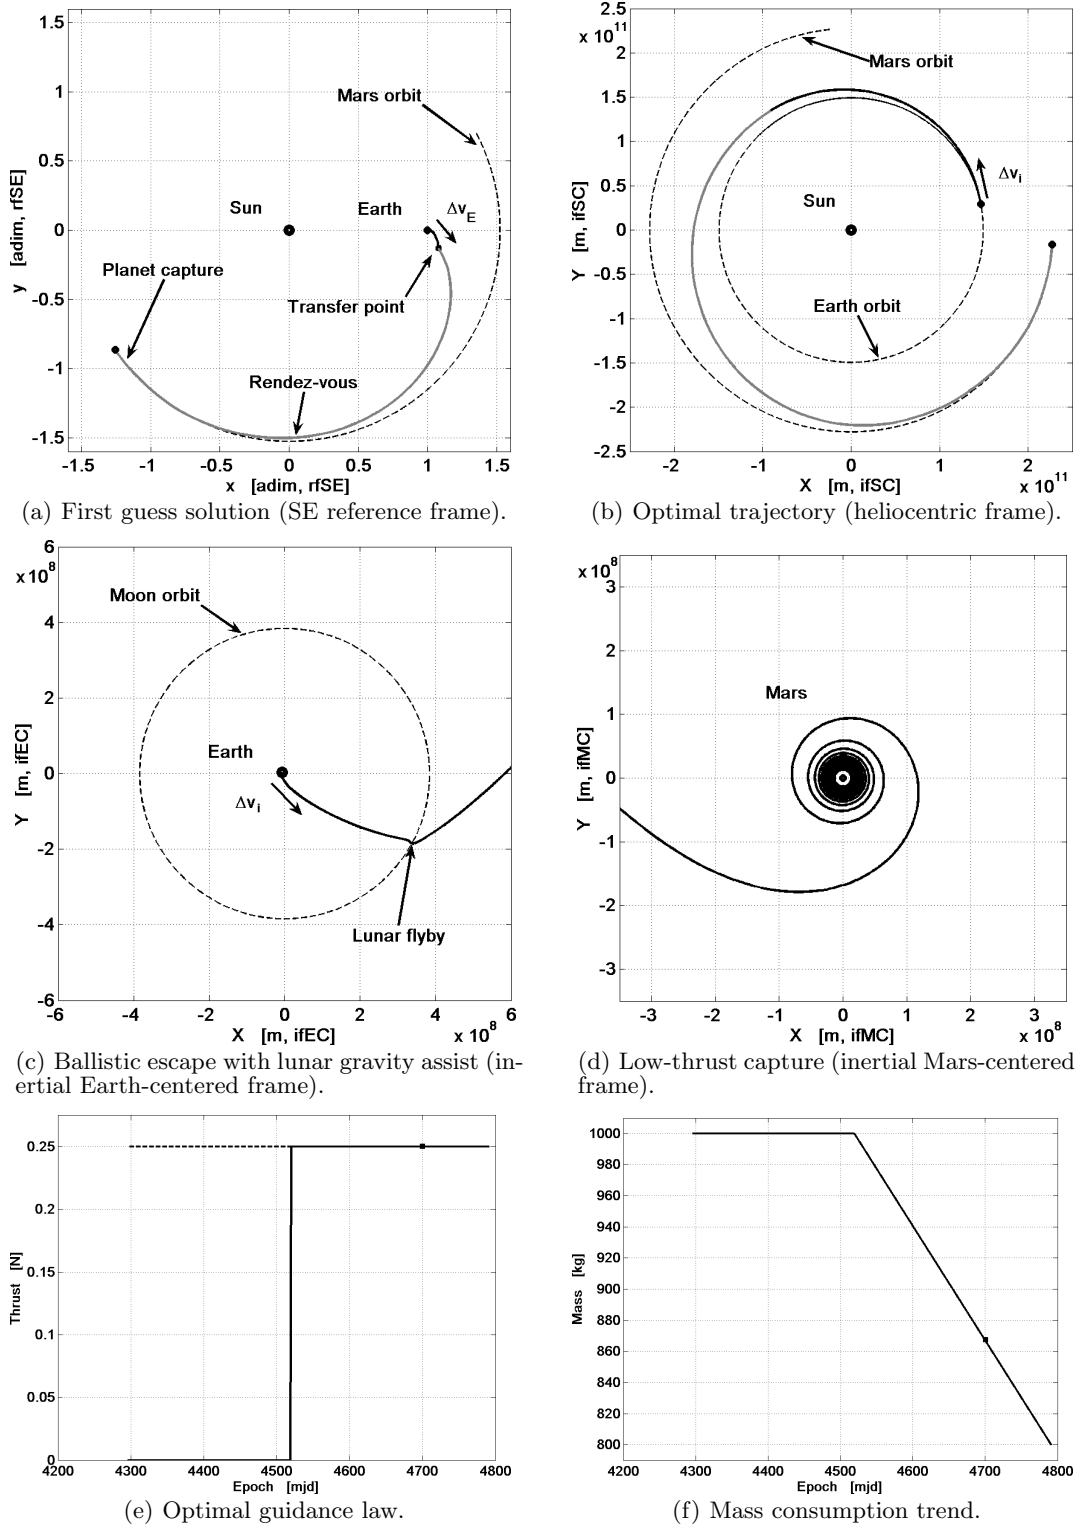 1.5
1
0.5
0
-0.5
-1
-1.5
y [adim, rfSE]
Mars orbit
Sun
Earth
Δv_E
Planet capture
Transfer point
Rendez-vous
-1.5 -1 -0.5 0 0.5 1 1.5
x [adim, rfSE]
(a) First guess solution (SE reference frame).
2.5
x 10^11
2
1.5
1
0.5
0
-0.5
-1
-1.5
-2
-2.5
Y [m, ifSC]
Mars orbit
Δv_i
Sun
Earth orbit
-2 -1 0 1 2
X [m, ifSC]
x 10^11
(b) Optimal trajectory (heliocentric frame).
6
x 10^8
4
2
0
-2
-4
-6
Y [m, ifEC]
Moon orbit
Earth
Δv_i
Lunar flyby
-6 -4 -2 0 2 4 6
X [m, ifEC]
x 10^8
(c) Ballistic escape with lunar gravity assist (in-
ertial Earth-centered frame).
x 10^8
3
2
1
0
-1
-2
-3
Y [m, ifMC]
Mars
-3 -2 -1 0 1 2 3
X [m, ifMC]
x 10^8
(d) Low-thrust capture (inertial Mars-centered
frame).
0.25
0.2
0.15
0.1
0.05
0
Thrust [N]
4200 4300 4400 4500 4600 4700 4800
Epoch [mjd]
(e) Optimal guidance law.
1000
980
960
940
920
900
880
860
840
820
800
Mass [kg]
4200 4300 4400 4500 4600 4700 4800
Epoch [mjd]
(f) Mass consumption trend.